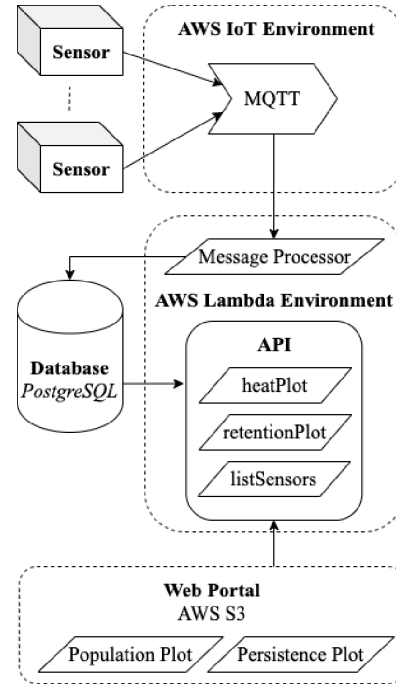 AWS IoT Environment
Sensor
MQTT
Sensor
Message Processor
AWS Lambda Environment
API
Database
PostgreSQL
heatPlot
retentionPlot
listSensors
Web Portal
AWS S3
Population Plot
Persistence Plot